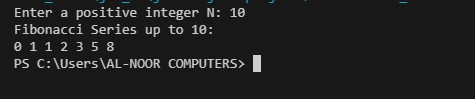 Enter a positive integer N: 10
Fibonacci Series up to 10:
0 1 1 2 3 5 8
PS C:\Users\AL-NOOR COMPUTERS>